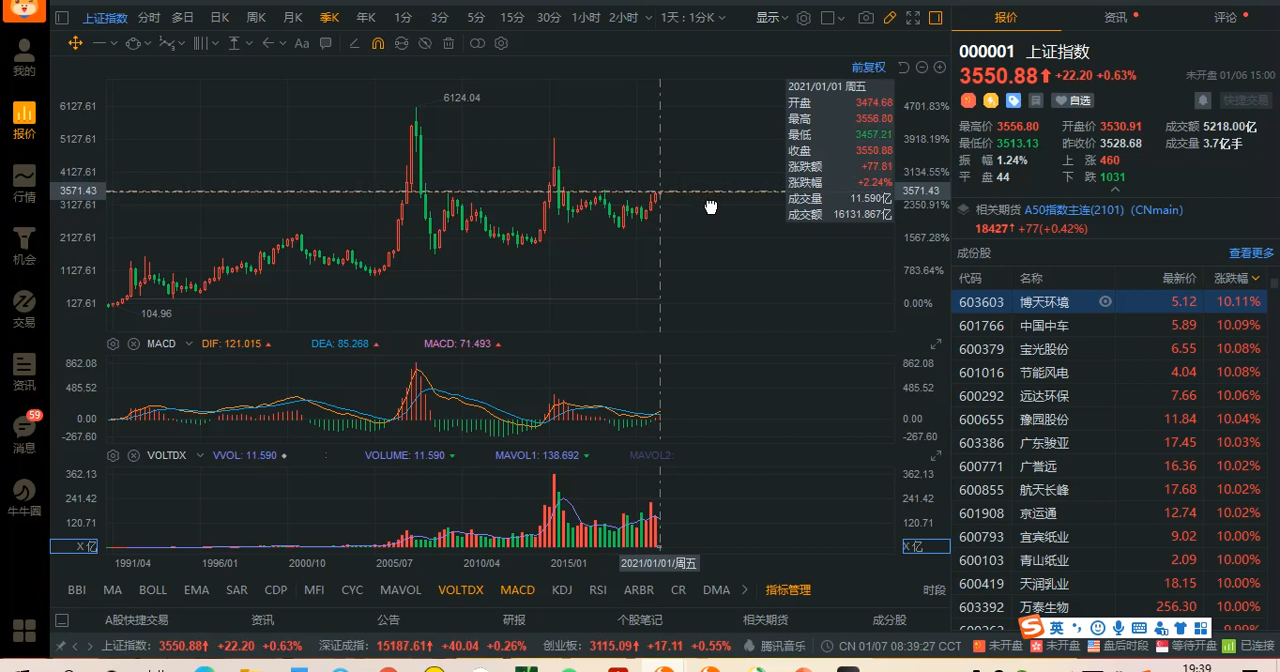 上证指数 分时 多日 日K 周K 月K 季K 年K 1分 3分 5分 15分 30分 1小时 2小时 1天：1分K 显示
Aa
我的
报价
行情
机会
交易
资讯
59
消息
牛牛圈
前复权
6127.61
5127.61
4127.61
3571.43
3127.61
2127.61
1127.61
127.61
6124.04
104.96
4701.83%
3918.19%
3134.55%
3571.43
2350.91%
1567.28%
783.64%
0.00%
2021/01/01 周五
开盘 3474.68
最高 3556.80
最低 3457.21
收盘 3550.88
涨跌额 +77.81
涨跌幅 +2.24%
成交量 11.590亿
成交额 16131.867亿
MACD DIF: 121.015 DEA: 85.268 MACD: 71.493
862.08 862.08
485.52 485.52
0.00 0.00
-267.60 -267.60
VOLTDX VVOL: 11.590 : VOLUME: 11.590 MAVOL1: 138.692 MAVOL2:
362.13 362.13
241.42 241.42
120.71 120.71
X 亿 X 亿
1991/04 1996/01 2000/10 2005/07 2010/04 2015/01 2021/01/01/周五
BBI MA BOLL EMA SAR CDP MFI CYC MAVOL VOLTDX MACD KDJ RSI ARBR CR DMA 指标管理 时段
A股快捷交易 资讯 公告 研报 个股笔记 相关期货 成分股
上证指数: 3550.88↑ +22.20 +0.63% 深证成指: 15187.61↑ +40.04 +0.26% 创业板: 3115.09↑ +17.11 +0.55% 腾讯音乐 CN 01/07 08:39:27 CCT 未开盘 未开盘 盘后时段 等待开盘 已连接
报价 资讯 评论
000001 上证指数
3550.88↑ +22.20 +0.63% 未开盘 01/06 15:00
自选 快捷交易
最高价 3556.80 开盘价 3530.91 成交额 5218.00亿
最低价 3513.13 昨收价 3528.68 成交量 3.7亿手
振 幅 1.24% 上 涨 460
平 盘 44 下 跌 1031
相关期货 A50指数主连(2101) (CNmain)
18427↑ +77(+0.42%)
成份股 查看更多
代码 名称 最新价 涨跌幅
603603 博天环境 5.12 10.11%
601766 中国中车 5.89 10.09%
600379 宝光股份 6.55 10.08%
601016 节能风电 4.04 10.08%
600292 远达环保 7.66 10.06%
600655 豫园股份 11.84 10.04%
603386 广东骏亚 17.45 10.03%
600771 广誉远 16.36 10.02%
600855 航天长峰 17.68 10.02%
601908 京运通 12.74 10.02%
600793 宜宾纸业 9.02 10.00%
600103 青山纸业 2.09 10.00%
600419 天润乳业 18.15 10.00%
603392 万泰生物 256.30 10.00%
9.99%
英
19:39